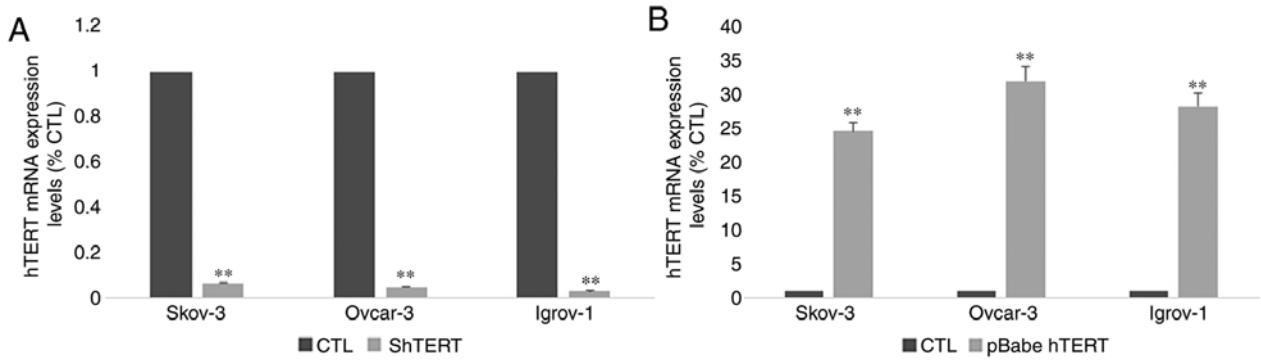 A
hTERT mRNA expression
levels (% CTL)
1.2
1
0.8
0.6
0.4
0.2
0
**
**
**
Skov-3
Ovcar-3
Igrov-1
CTL
ShTERT
B
hTERT mRNA expression
levels (% CTL)
40
35
30
25
20
15
10
5
0
**
**
**
Skov-3
Ovcar-3
Igrov-1
CTL
pBabe hTERT